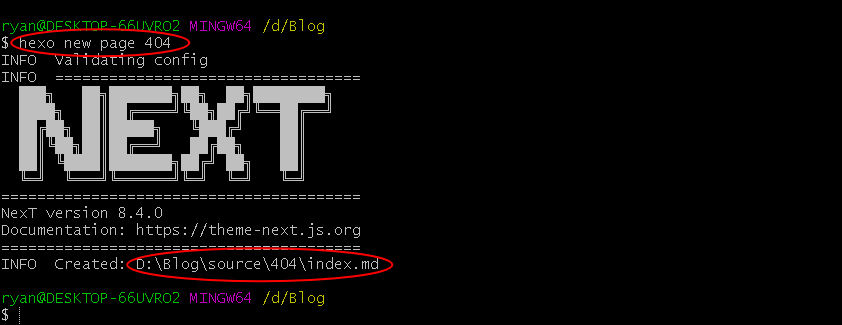 ryan@DESKTOP-66UVRO2 MINGW64 /d/Blog
$ hexo new page 404
INFO  Validating config
INFO  ==================================
NEXT
========================================
NexT version 8.4.0
Documentation: https://theme-next.js.org
========================================
INFO  Created: D:\Blog\source\404\index.md
ryan@DESKTOP-66UVRO2 MINGW64 /d/Blog
$